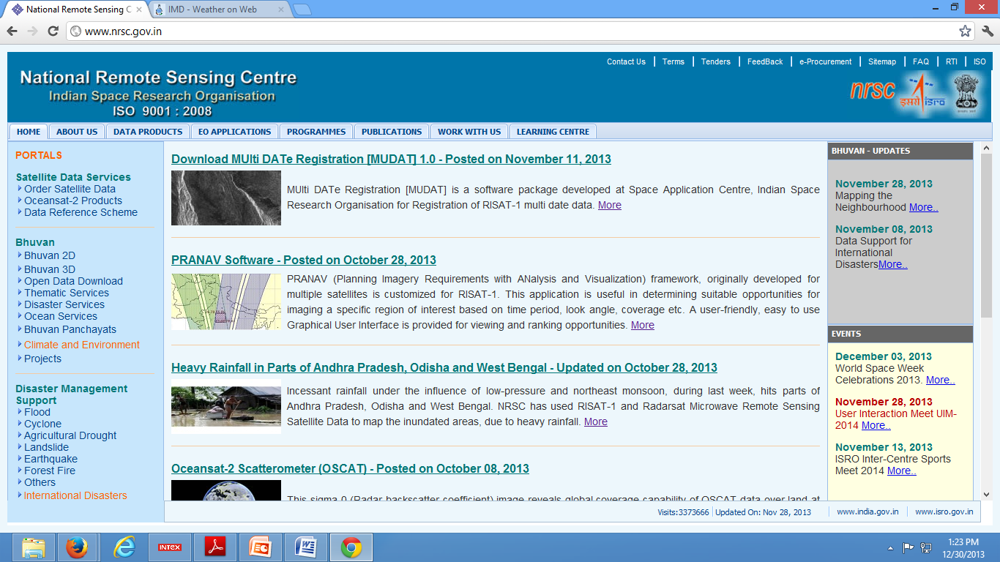 National Remote Sensing C
IMD - Weather on Web
www.nrsc.gov.in
Contact Us | Terms | Tenders | FeedBack | e-Procurement | Sitemap | FAQ | RTI | ISO
National Remote Sensing Centre
Indian Space Research Organisation
ISO 9001 : 2008
nrsc इसरो isro
HOME ABOUT US DATA PRODUCTS EO APPLICATIONS PROGRAMMES PUBLICATIONS WORK WITH US LEARNING CENTRE
PORTALS
Satellite Data Services
Order Satellite Data
Oceansat-2 Products
Data Reference Scheme
Bhuvan
Bhuvan 2D
Bhuvan 3D
Open Data Download
Thematic Services
Disaster Services
Ocean Services
Bhuvan Panchayats
Climate and Environment
Projects
Disaster Management
Support
Flood
Cyclone
Agricultural Drought
Landslide
Earthquake
Forest Fire
Others
International Disasters
Download MUlti DATe Registration [MUDAT] 1.0 - Posted on November 11, 2013
MUlti DATe Registration [MUDAT] is a software package developed at Space Application Centre, Indian Space
Research Organisation for Registration of RISAT-1 multi date data. More
PRANAV Software - Posted on October 28, 2013
PRANAV (Planning Imagery Requirements with ANalysis and Visualization) framework, originally developed for
multiple satellites is customized for RISAT-1. This application is useful in determining suitable opportunities for
imaging a specific region of interest based on time period, look angle, coverage etc. A user-friendly, easy to use
Graphical User Interface is provided for viewing and ranking opportunities. More
Heavy Rainfall in Parts of Andhra Pradesh, Odisha and West Bengal - Updated on October 28, 2013
Incessant rainfall under the influence of low-pressure and northeast monsoon, during last week, hits parts of
Andhra Pradesh, Odisha and West Bengal. NRSC has used RISAT-1 and Radarsat Microwave Remote Sensing
Satellite Data to map the inundated areas, due to heavy rainfall. More
Oceansat-2 Scatterometer (OSCAT) - Posted on October 08, 2013
This sigma-0 (Radar backscatter coefficient) image reveals global coverage capability of OSCAT data over land at
BHUVAN - UPDATES
November 28, 2013
Mapping the
Neighbourhood More..
November 08, 2013
Data Support for
International
DisastersMore..
EVENTS
December 03, 2013
World Space Week
Celebrations 2013. More..
November 28, 2013
User Interaction Meet UIM-
2014 More..
November 13, 2013
ISRO Inter-Centre Sports
Meet 2014 More..
Visits:3373666 | Updated On: Nov 28, 2013 | www.india.gov.in | www.isro.gov.in
INTEX
1:23 PM
12/30/2013